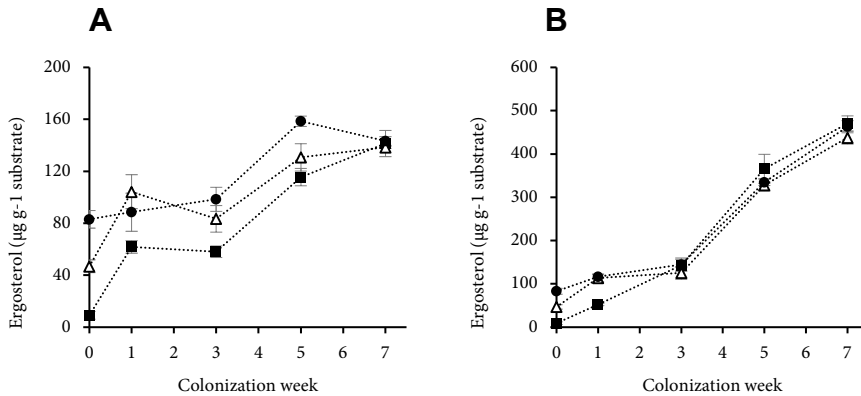 A
B
Ergosterol (µg g-1 substrate)
200
160
120
80
40
0
0 1 2 3 4 5 6 7
Colonization week
Ergosterol (µg g-1 substrate)
600
500
400
300
200
100
0
0 1 2 3 4 5 6 7
Colonization week